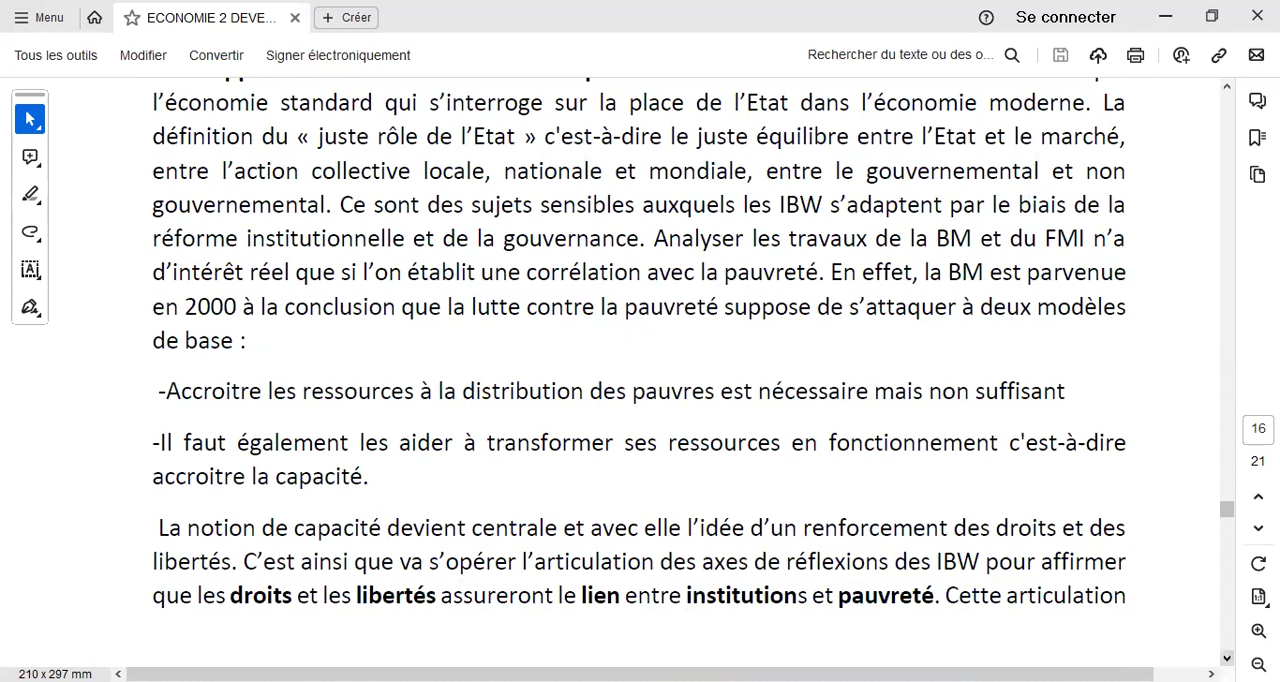 Menu
ECONOMIE 2 DEVE...
Créer
Se connecter
Tous les outils
Modifier
Convertir
Signer électroniquement
Rechercher du texte ou des o...
l’économie standard qui s’interroge sur la place de l’Etat dans l’économie moderne. La
définition du « juste rôle de l’Etat » c'est-à-dire le juste équilibre entre l’Etat et le marché,
entre l’action collective locale, nationale et mondiale, entre le gouvernemental et non
gouvernemental. Ce sont des sujets sensibles auxquels les IBW s’adaptent par le biais de la
réforme institutionnelle et de la gouvernance. Analyser les travaux de la BM et du FMI n’a
d’intérêt réel que si l’on établit une corrélation avec la pauvreté. En effet, la BM est parvenue
en 2000 à la conclusion que la lutte contre la pauvreté suppose de s’attaquer à deux modèles
de base :
-Accroitre les ressources à la distribution des pauvres est nécessaire mais non suffisant
-Il faut également les aider à transformer ses ressources en fonctionnement c'est-à-dire
accroitre la capacité.
La notion de capacité devient centrale et avec elle l’idée d’un renforcement des droits et des
libertés. C’est ainsi que va s’opérer l’articulation des axes de réflexions des IBW pour affirmer
que les droits et les libertés assureront le lien entre institutions et pauvreté. Cette articulation
16
21
210 x 297 mm